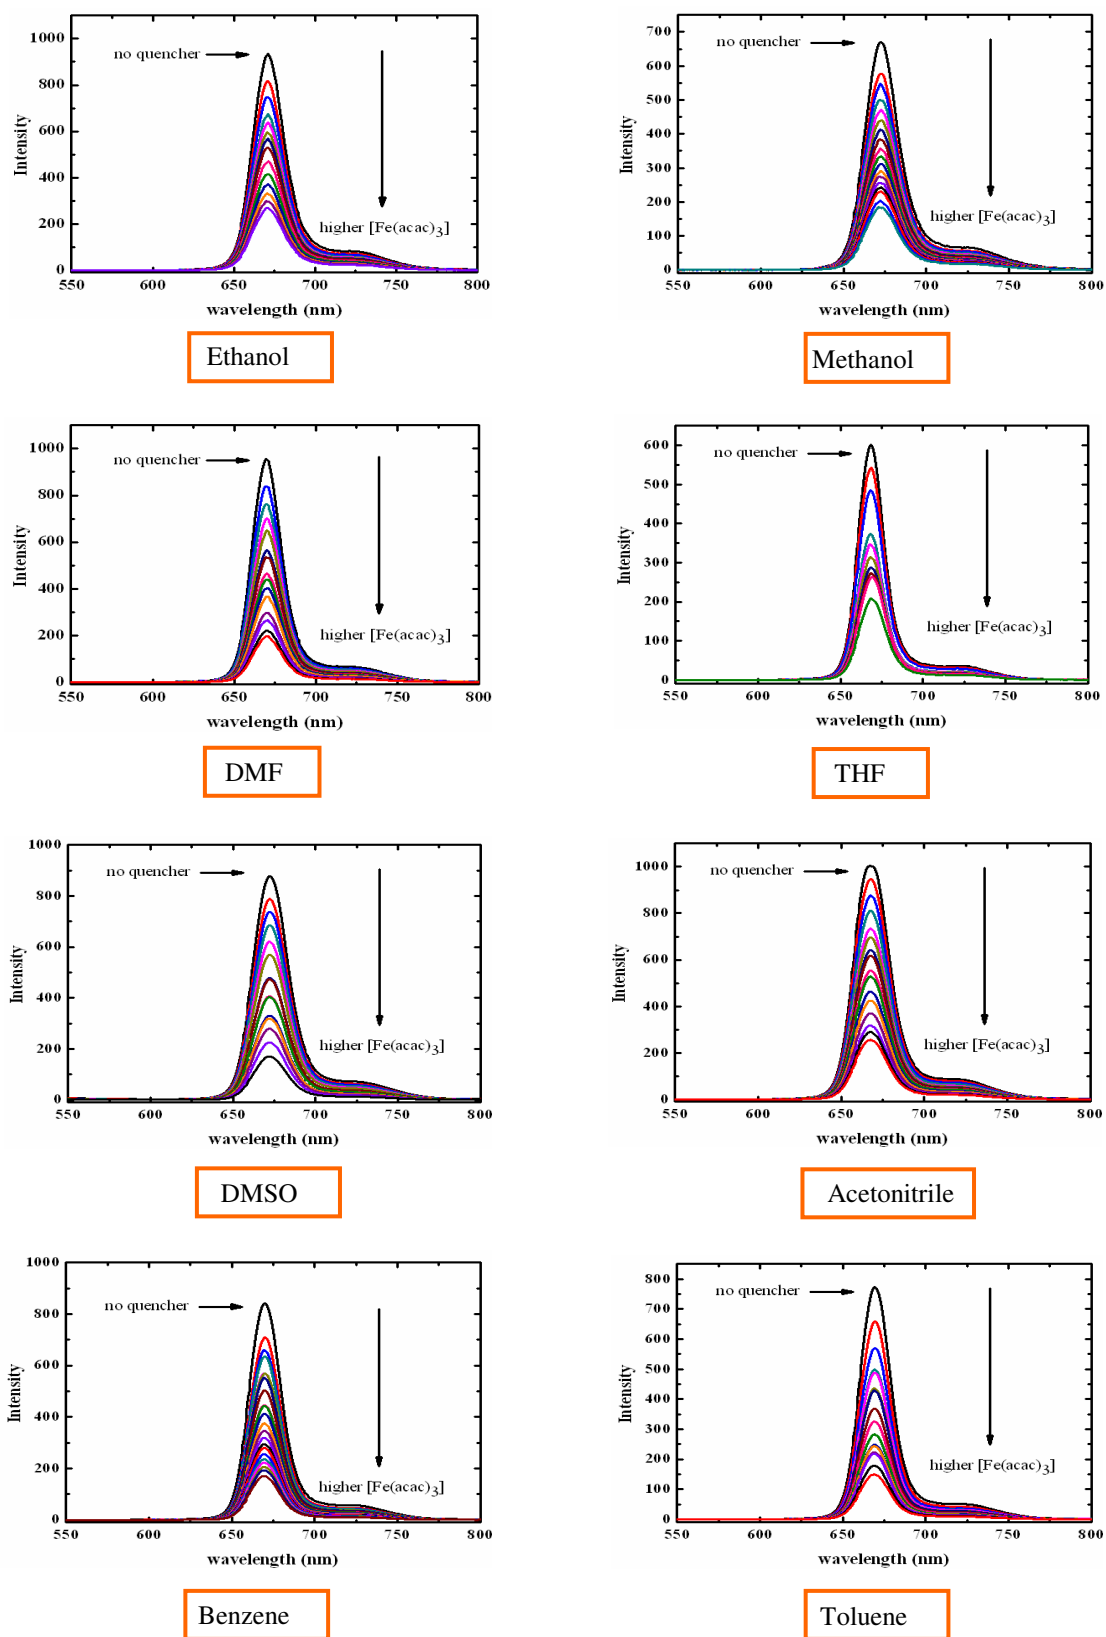 1000
800
600
400
200
0
Intensity
no quencher
higher [Fe(acac)3]
550 600 650 700 750 800
wavelength (nm)
Ethanol
700
600
500
400
300
200
100
0
Intensity
no quencher
higher [Fe(acac)3]
550 600 650 700 750 800
wavelength (nm)
Methanol
1000
800
600
400
200
0
Intensity
no quencher
higher [Fe(acac)3]
550 600 650 700 750 800
wavelength (nm)
DMF
600
500
400
300
200
100
0
Intensity
no quencher
higher [Fe(acac)3]
550 600 650 700 750 800
wavelength (nm)
THF
1000
800
600
400
200
0
Intensity
no quencher
higher [Fe(acac)3]
550 600 650 700 750 800
wavelength (nm)
DMSO
1000
800
600
400
200
0
Intensity
no quencher
higher [Fe(acac)3]
550 600 650 700 750 800
wavelength (nm)
Acetonitrile
1000
800
600
400
200
0
Intensity
no quencher
higher [Fe(acac)3]
550 600 650 700 750 800
wavelength (nm)
Benzene
800
700
600
500
400
300
200
100
0
Intensity
no quencher
higher [Fe(acac)3]
550 600 650 700 750 800
wavelength (nm)
Toluene